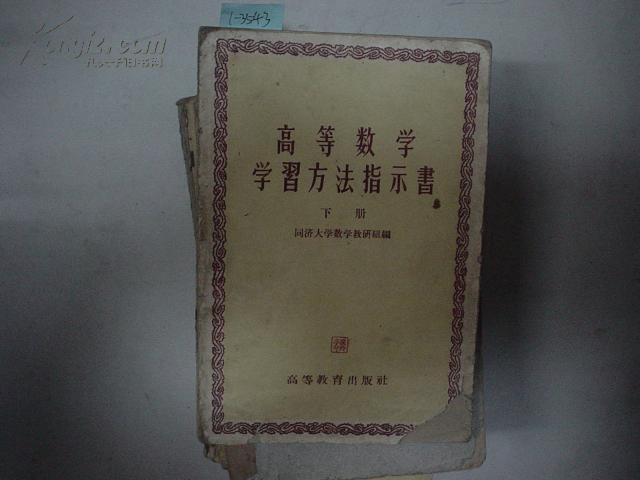 1-3543
Kongfz.com
孔夫子旧书网
高等数学
学習方法指示書
下册
同济大学数学教研組編
高等教育出版社